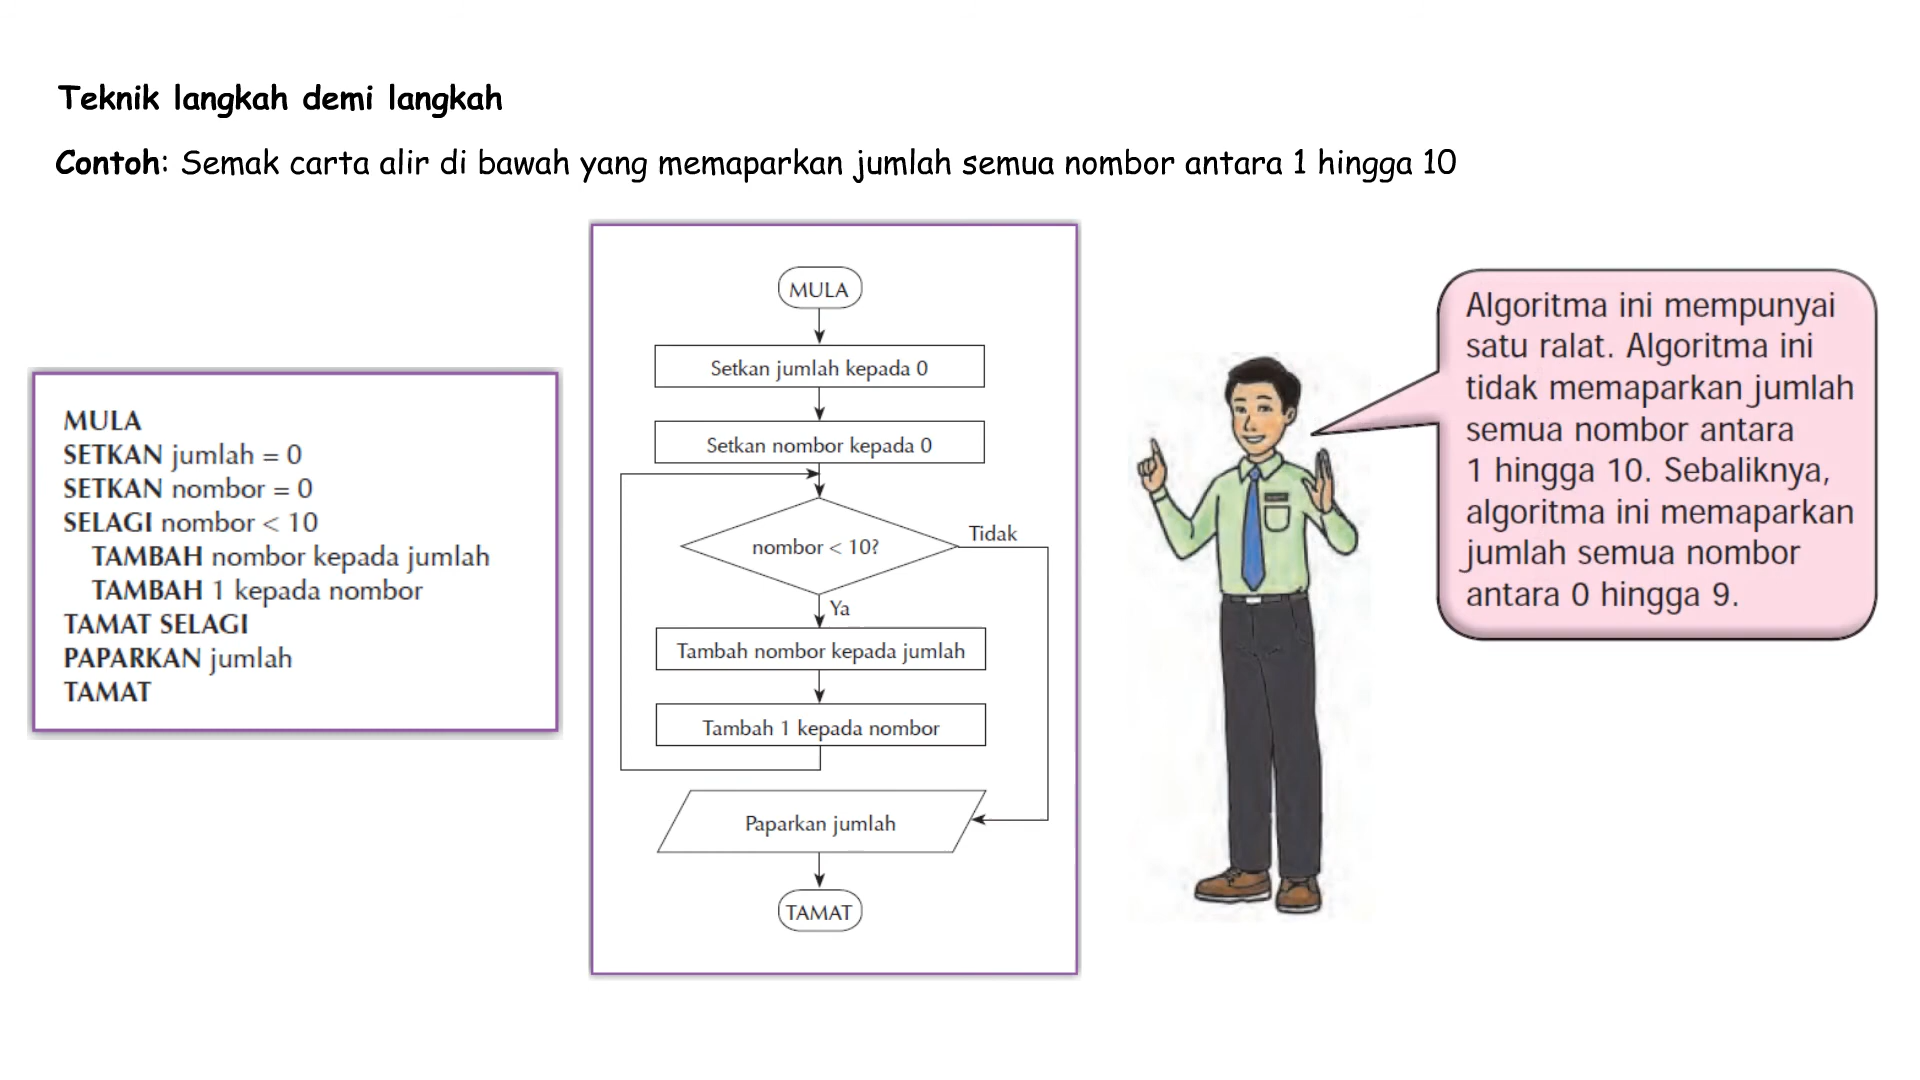 Teknik langkah demi langkah
Contoh: Semak carta alir di bawah yang memaparkan jumlah semua nombor antara 1 hingga 10
MULA
SETKAN jumlah = 0
SETKAN nombor = 0
SELAGI nombor < 10
TAMBAH nombor kepada jumlah
TAMBAH 1 kepada nombor
TAMAT SELAGI
PAPARKAN jumlah
TAMAT
MULA
Setkan jumlah kepada 0
Setkan nombor kepada 0
nombor < 10?
Tidak
Ya
Tambah nombor kepada jumlah
Tambah 1 kepada nombor
Paparkan jumlah
TAMAT
Algoritma ini mempunyai
satu ralat. Algoritma ini
tidak memaparkan jumlah
semua nombor antara
1 hingga 10. Sebaliknya,
algoritma ini memaparkan
jumlah semua nombor
antara 0 hingga 9.